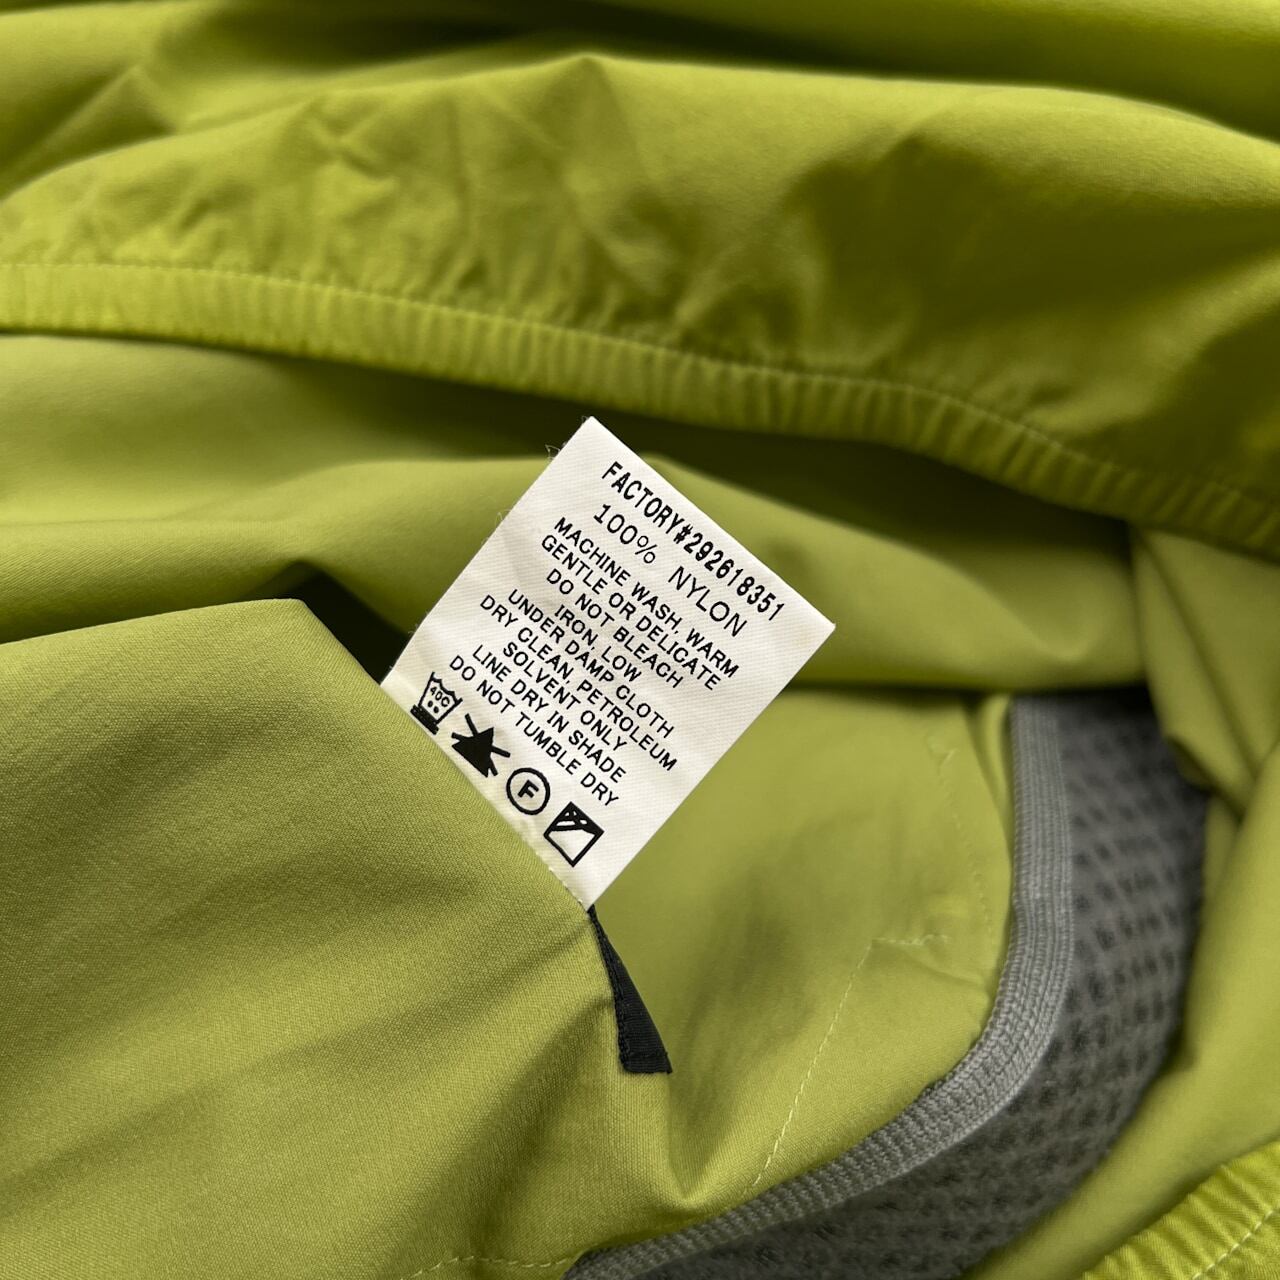 FACTORY#292618351
100% NYLON
MACHINE WASH, WARM
GENTLE OR DELICATE
DO NOT BLEACH
IRON, LOW
UNDER DAMP CLOTH
DRY CLEAN, PETROLEUM
SOLVENT ONLY
LINE DRY IN SHADE
DO NOT TUMBLE DRY
40C
F